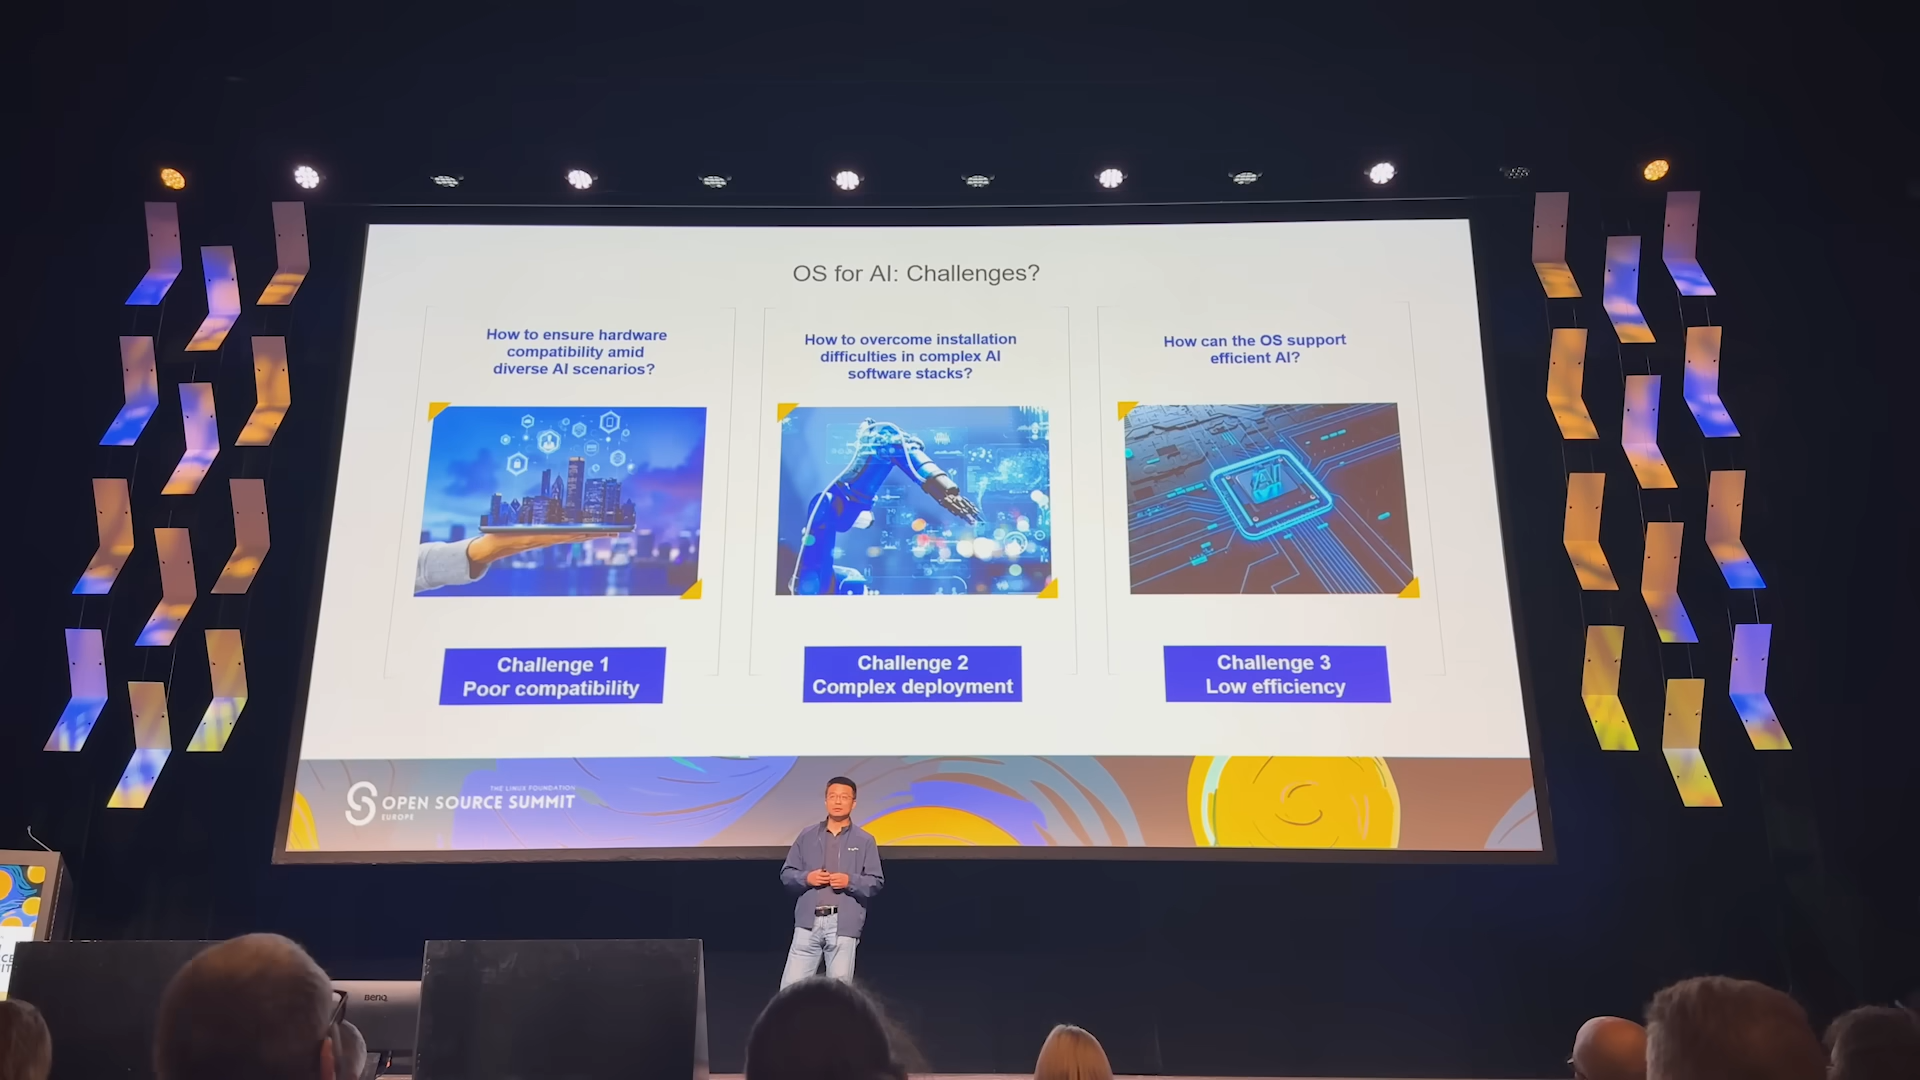 OS for AI: Challenges?
How to ensure hardware
compatibility amid
diverse AI scenarios?
How to overcome installation
difficulties in complex AI
software stacks?
How can the OS support
efficient AI?
AI
Challenge 1
Poor compatibility
Challenge 2
Complex deployment
Challenge 3
Low efficiency
THE LINUX FOUNDATION
OPEN SOURCE SUMMIT
EUROPE
BenQ